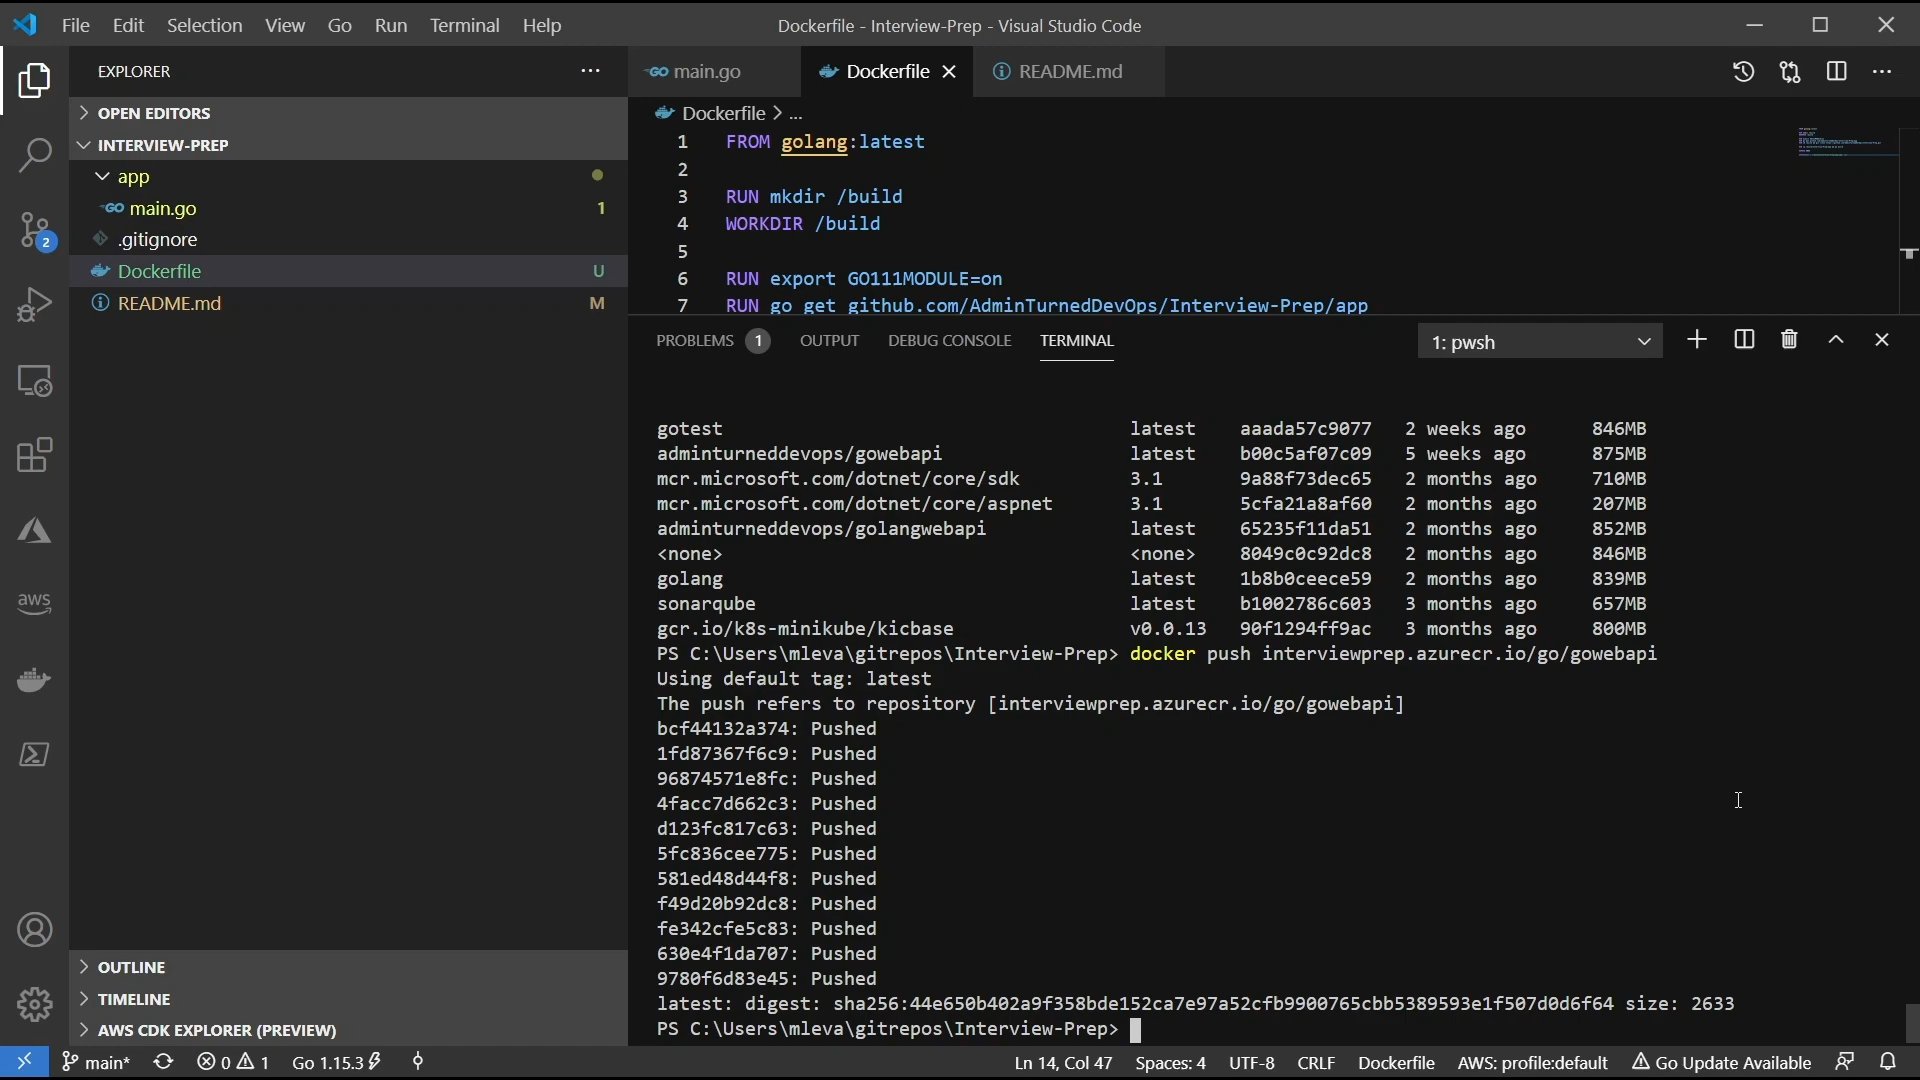 File Edit Selection View Go Run Terminal Help
Dockerfile - Interview-Prep - Visual Studio Code
EXPLORER
OPEN EDITORS
INTERVIEW-PREP
app
GO main.go 1
.gitignore
Dockerfile U
README.md M
OUTLINE
TIMELINE
AWS CDK EXPLORER (PREVIEW)
2
aws
GO main.go
Dockerfile
README.md
Dockerfile > ...
1 FROM golang:latest
2
3 RUN mkdir /build
4 WORKDIR /build
5
6 RUN export GO111MODULE=on
7 RUN go get github.com/AdminTurnedDevOps/Interview-Prep/app
PROBLEMS 1 OUTPUT DEBUG CONSOLE TERMINAL
1: pwsh
gotest latest aaada57c9077 2 weeks ago 846MB
adminturneddevops/gowebapi latest b00c5af07c09 5 weeks ago 875MB
mcr.microsoft.com/dotnet/core/sdk 3.1 9a88f73dec65 2 months ago 710MB
mcr.microsoft.com/dotnet/core/aspnet 3.1 5cfa21a8af60 2 months ago 207MB
adminturneddevops/golangwebapi latest 65235f11da51 2 months ago 852MB
<none> <none> 8049c0c92dc8 2 months ago 846MB
golang latest 1b8b0ceece59 2 months ago 839MB
sonarqube latest b1002786c603 3 months ago 657MB
gcr.io/k8s-minikube/kicbase v0.0.13 90f1294ff9ac 3 months ago 800MB
PS C:\Users\mleva\gitrepos\Interview-Prep> docker push interviewprep.azurecr.io/go/gowebapi
Using default tag: latest
The push refers to repository [interviewprep.azurecr.io/go/gowebapi]
bcf44132a374: Pushed
1fd87367f6c9: Pushed
96874571e8fc: Pushed
4facc7d662c3: Pushed
d123fc817c63: Pushed
5fc836cee775: Pushed
581ed48d44f8: Pushed
f49d20b92dc8: Pushed
fe342cfe5c83: Pushed
630e4f1da707: Pushed
9780f6d83e45: Pushed
latest: digest: sha256:44e650b402a9f358bde152ca7e97a52cfb9900765cbb5389593e1f507d0d6f64 size: 2633
PS C:\Users\mleva\gitrepos\Interview-Prep>
main* 0 1 Go 1.15.3 Ln 14, Col 47 Spaces: 4 UTF-8 CRLF Dockerfile AWS: profile:default Go Update Available